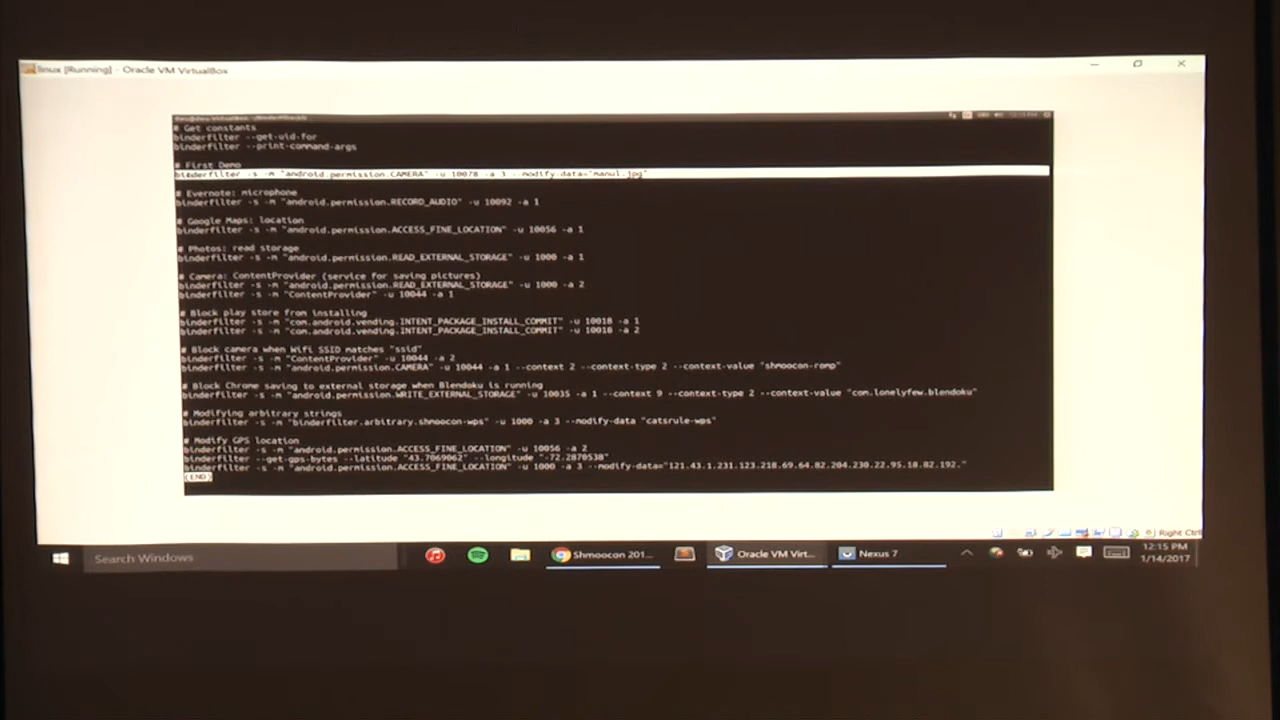 linux [Running] - Oracle VM VirtualBox
# Get constants
binderfilter --get-uid-for
binderfilter --print-command-args
# First Demo
binderfilter -s -m "android.permission.CAMERA" -u 10078 -a 3 --modify-data="manul.jpg"
# Evernote: microphone
binderfilter -s -m "android.permission.RECORD_AUDIO" -u 10092 -a 1
# Google Maps: location
binderfilter -s -m "android.permission.ACCESS_FINE_LOCATION" -u 10056 -a 1
# Photos: read storage
binderfilter -s -m "android.permission.READ_EXTERNAL_STORAGE" -u 1000 -a 1
# Camera: ContentProvider (service for saving pictures)
binderfilter -s -m "android.permission.READ_EXTERNAL_STORAGE" -u 1000 -a 2
binderfilter -s -m "ContentProvider" -u 10044 -a 1
# Block play store from installing
binderfilter -s -m "com.android.vending.INTENT_PACKAGE_INSTALL_COMMIT" -u 10018 -a 1
binderfilter -s -m "com.android.vending.INTENT_PACKAGE_INSTALL_COMMIT" -u 10018 -a 2
# Block camera when Wifi SSID matches "ssid"
binderfilter -s -m "ContentProvider" -u 10044 -a 2
binderfilter -s -m "android.permission.CAMERA" -u 10044 -a 1 --context 2 --context-type 2 --context-value "shmoocon-romp"
# Block Chrome saving to external storage when Blendoku is running
binderfilter -s -m "android.permission.WRITE_EXTERNAL_STORAGE" -u 10035 -a 1 --context 9 --context-type 2 --context-value "com.lonelyfew.blendoku"
# Modifying arbitrary strings
binderfilter -s -m "binderfilter.arbitrary.shmoocon-wps" -u 1000 -a 3 --modify-data "catsrule-wps"
# Modify GPS location
binderfilter -s -m "android.permission.ACCESS_FINE_LOCATION" -u 10056 -a 2
binderfilter --get-gps-bytes --latitude "43.7069062" --longitude "-72.2870538"
binderfilter -s -m "android.permission.ACCESS_FINE_LOCATION" -u 1000 -a 3 --modify-data="121.43.1.231.123.218.69.64.82.204.230.22.95.18.82.192."
(END)
Right Ctrl
Search Windows
Shmoocon 201...
Oracle VM Virt...
Nexus 7
12:15 PM
1/14/2017